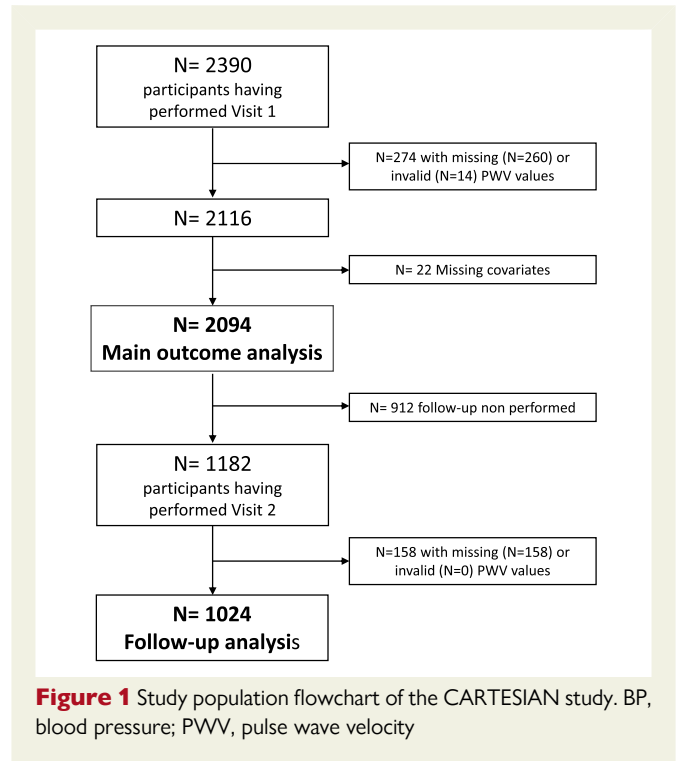 N= 2390
participants having
performed Visit 1
N=274 with missing (N=260) or
invalid (N=14) PWV values
N= 2116
N= 22 Missing covariates
N= 2094
Main outcome analysis
N= 912 follow-up non performed
N= 1182
participants having
performed Visit 2
N=158 with missing (N=158) or
invalid (N=0) PWV values
N= 1024
Follow-up analysis
Figure 1 Study population flowchart of the CARTESIAN study. BP,
blood pressure; PWV, pulse wave velocity